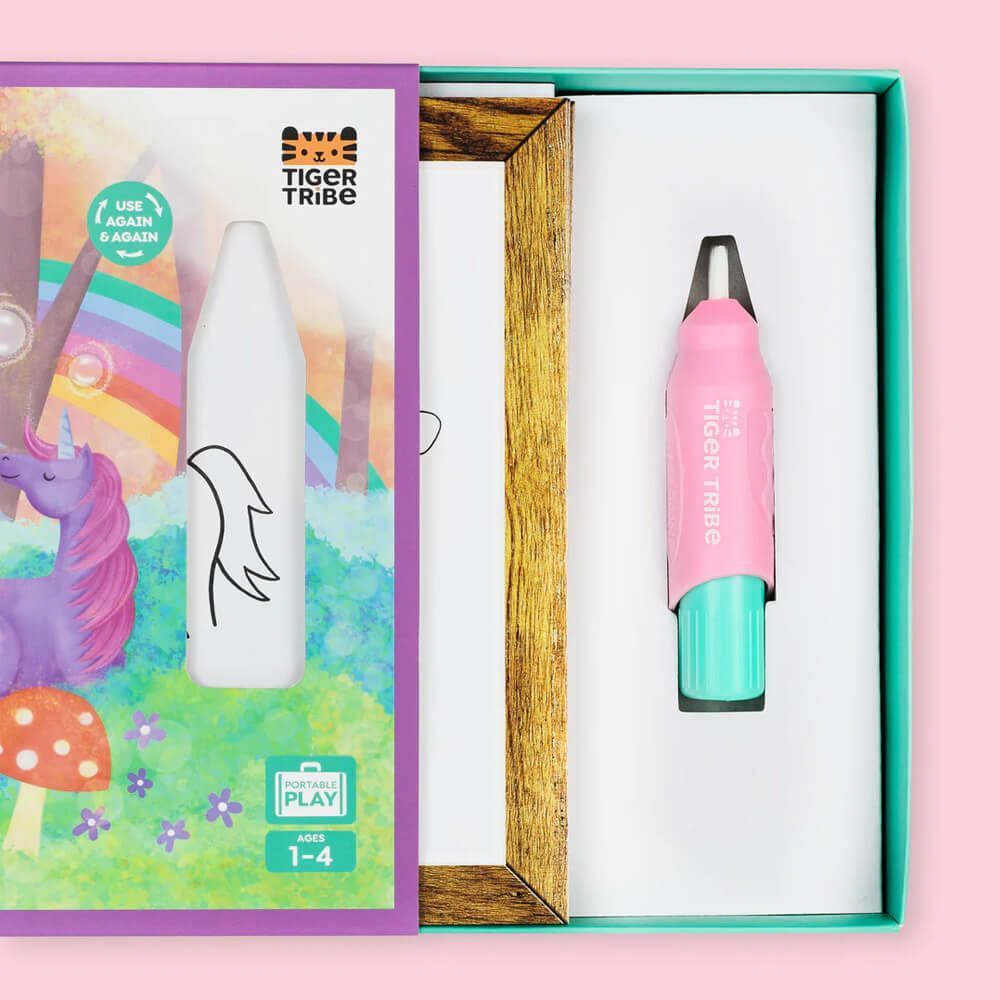 TIGER
TRIBE
USE
AGAIN
& AGAIN
PORTABLE
PLAY
AGES
1-4
TIGER TRIBE